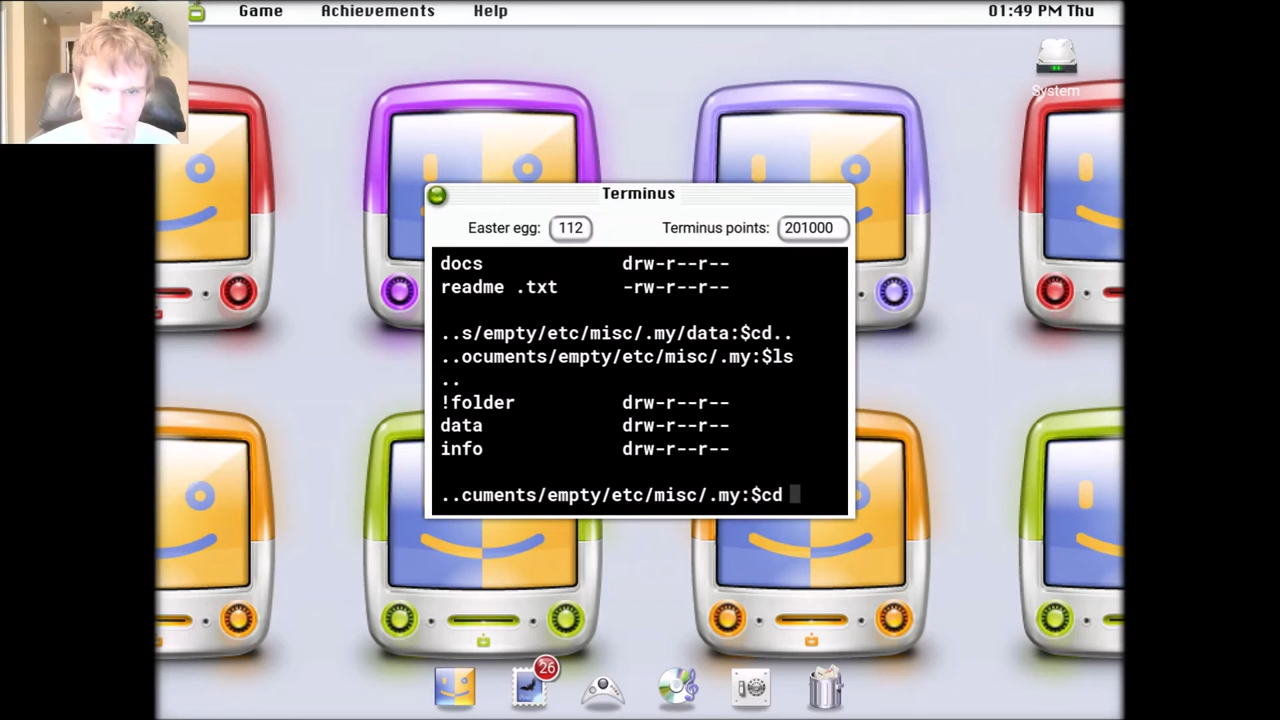 Game Achievements Help 01:49 PM Thu
System
Terminus
Easter egg: 112 Terminus points: 201000
docs drw-r--r--
readme .txt -rw-r--r--
..s/empty/etc/misc/.my/data:$cd..
..ocuments/empty/etc/misc/.my:$ls
..
!folder drw-r--r--
data drw-r--r--
info drw-r--r--
..cuments/empty/etc/misc/.my:$cd
26